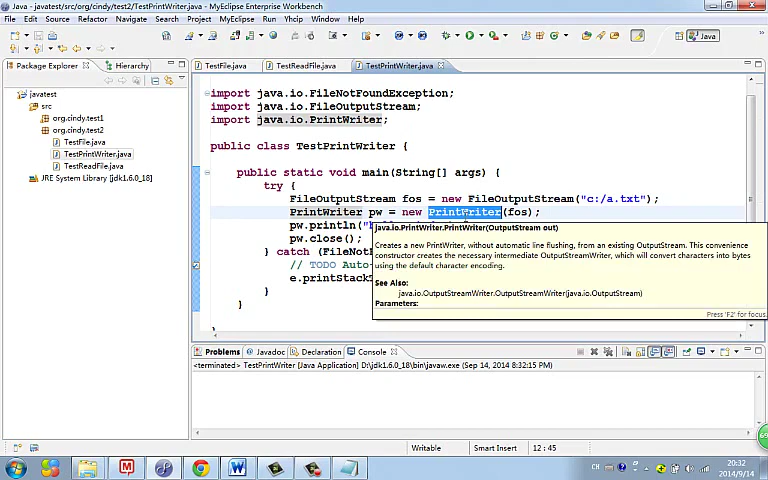 TestPrintWriter.java - javatest/src/org/cindy/test2/TestPrintWriter.java - MyEclipse Enterprise Workbench
File Edit Source Refactor Navigate Search Project MyEclipse Run Yhcip Window Help
Java
Package Explorer Hierarchy
javatest
src
org.cindy.test1
org.cindy.test2
TestFile.java
TestPrintWriter.java
TestReadFile.java
JRE System Library [jdk1.6.0_18]
TestFile.java TestReadFile.java TestPrintWriter.java
import java.io.FileNotFoundException;
import java.io.FileOutputStream;
import java.io.PrintWriter;
public class TestPrintWriter {
public static void main(String[] args) {
try {
FileOutputStream fos = new FileOutputStream("c:/a.txt");
PrintWriter pw = new PrintWriter(fos);
pw.println(
pw.close();
} catch (FileNotF
// TODO Auto-
e.printStackT
}
}
java.io.PrintWriter.PrintWriter(OutputStream out)
Creates a new PrintWriter, without automatic line flushing, from an existing OutputStream. This convenience
constructor creates the necessary intermediate OutputStreamWriter, which will convert characters into bytes
using the default character encoding.
See Also:
java.io.OutputStreamWriter.OutputStreamWriter(java.io.OutputStream)
Parameters:
Press 'F2' for focus
Problems Javadoc Declaration Console
<terminated> TestPrintWriter [Java Application] D:\jdk1.6.0_18\bin\javaw.exe (Sep 14, 2014 8:32:15 PM)
Writable Smart Insert 12 : 45
CH
20:32
2014/9/14